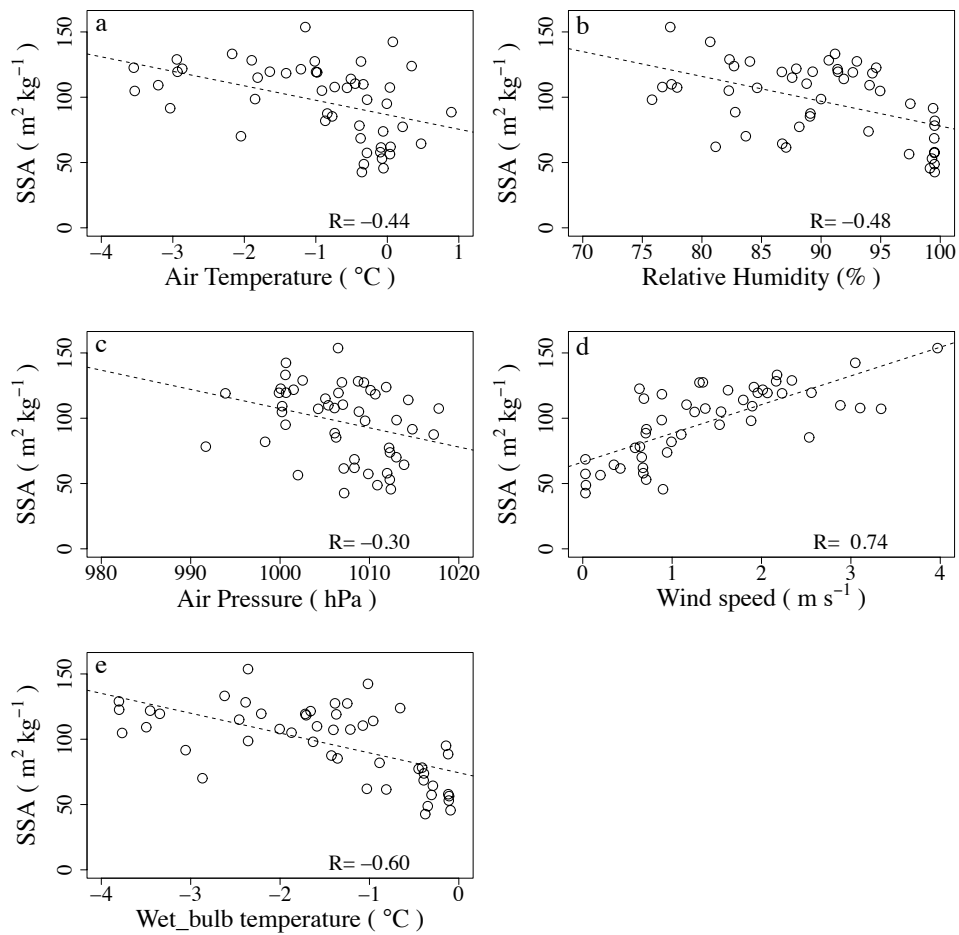 a
SSA ( m² kg⁻¹ )
0 50 100 150
R= −0.44
−4 −3 −2 −1 0 1
Air Temperature ( °C )
b
SSA ( m² kg⁻¹ )
0 50 100 150
R= −0.48
70 75 80 85 90 95 100
Relative Humidity (% )
c
SSA ( m² kg⁻¹ )
0 50 100 150
R= −0.30
980 990 1000 1010 1020
Air Pressure ( hPa )
d
SSA ( m² kg⁻¹ )
0 50 100 150
R= 0.74
0 1 2 3 4
Wind speed ( m s⁻¹ )
e
SSA ( m² kg⁻¹ )
0 50 100 150
R= −0.60
−4 −3 −2 −1 0
Wet_bulb temperature ( °C )